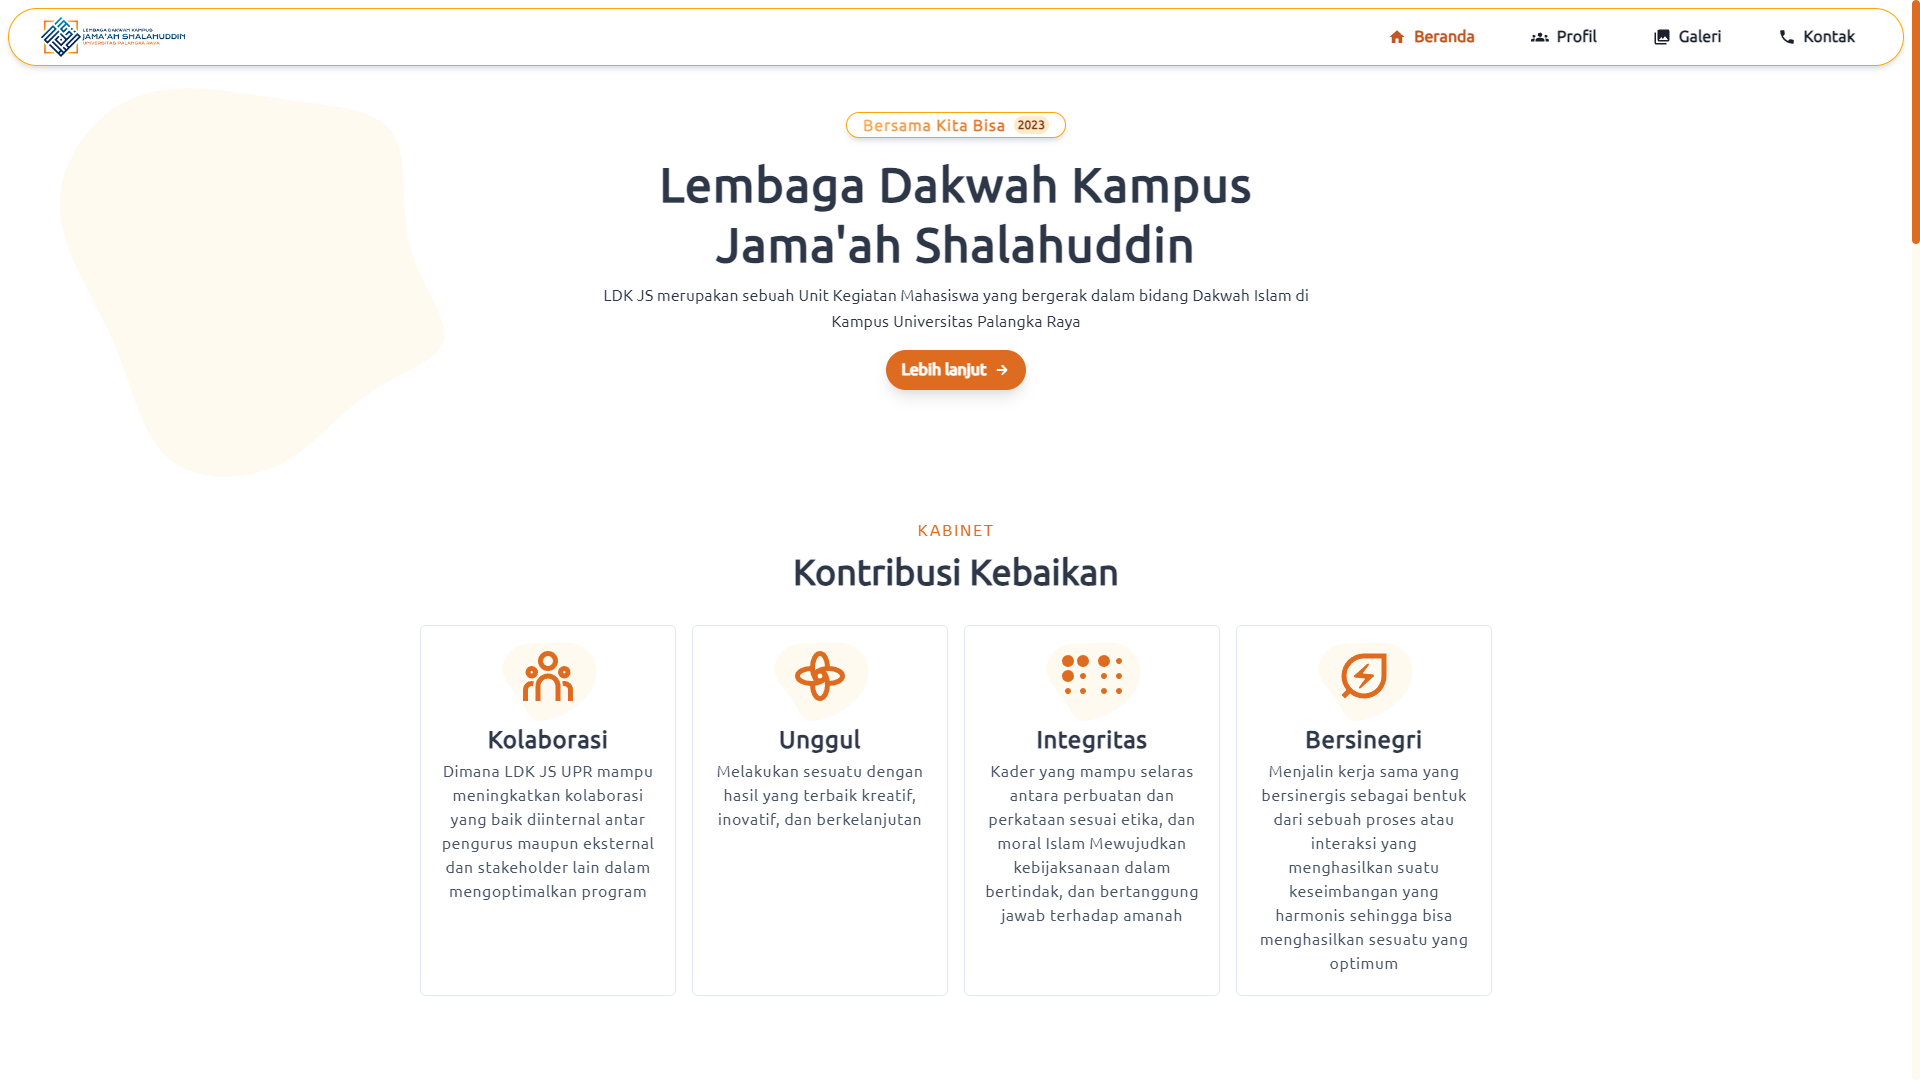 LEMBAGA DAKWAH KAMPUS
JAMA'AH SHALAHUDDIN
UNIVERSITAS PALANGKA RAYA
Beranda
Profil
Galeri
Kontak
Bersama Kita Bisa 2023
Lembaga Dakwah Kampus
Jama'ah Shalahuddin
LDK JS merupakan sebuah Unit Kegiatan Mahasiswa yang bergerak dalam bidang Dakwah Islam di
Kampus Universitas Palangka Raya
Lebih lanjut
KABINET
Kontribusi Kebaikan
Kolaborasi
Dimana LDK JS UPR mampu
meningkatkan kolaborasi
yang baik diinternal antar
pengurus maupun eksternal
dan stakeholder lain dalam
mengoptimalkan program
Unggul
Melakukan sesuatu dengan
hasil yang terbaik kreatif,
inovatif, dan berkelanjutan
Integritas
Kader yang mampu selaras
antara perbuatan dan
perkataan sesuai etika, dan
moral Islam Mewujudkan
kebijaksanaan dalam
bertindak, dan bertanggung
jawab terhadap amanah
Bersinegri
Menjalin kerja sama yang
bersinergis sebagai bentuk
dari sebuah proses atau
interaksi yang
menghasilkan suatu
keseimbangan yang
harmonis sehingga bisa
menghasilkan sesuatu yang
optimum